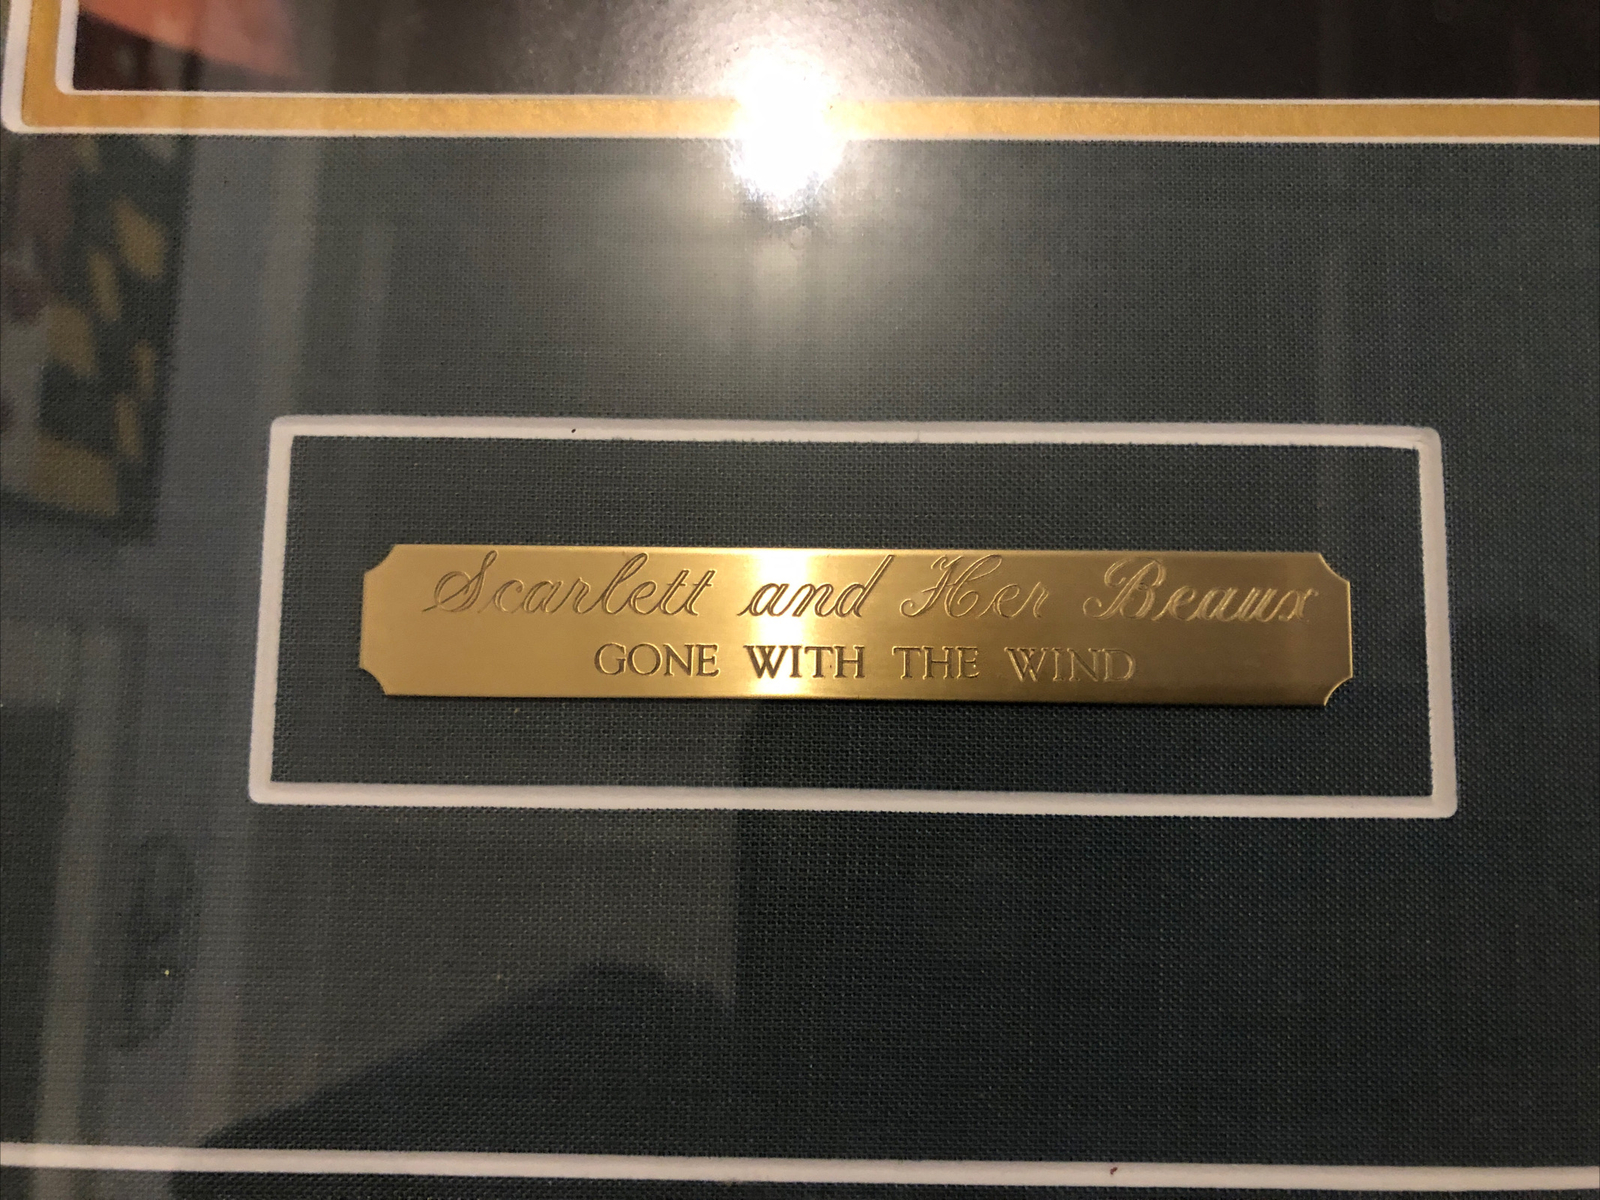 Scarlett and Her Beaux
GONE WITH THE WIND